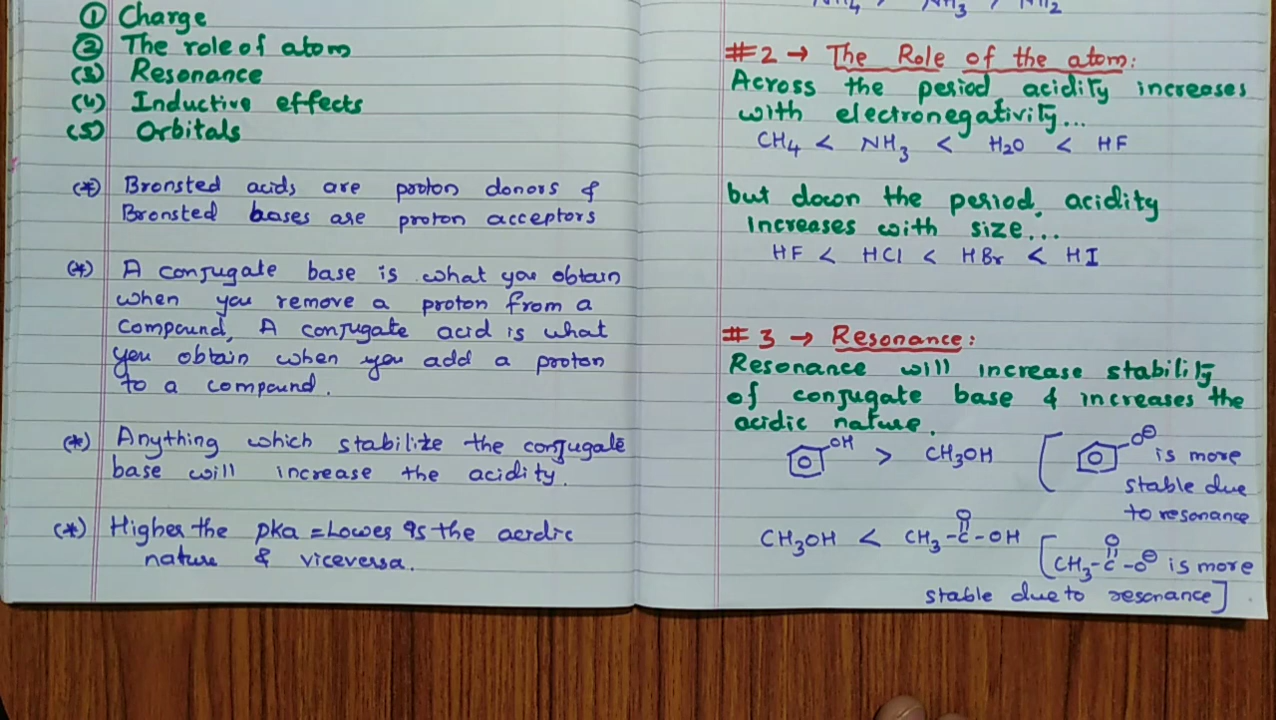 ① Charge
② The role of atom
(3) Resonance
(4) Inductive effects
(5) Orbitals
(*) Bronsted acids are proton donors &
Bronsted bases are proton acceptors
(*) A conjugate base is what you obtain
when you remove a proton from a
compound, A conjugate acid is what
you obtain when you add a proton
to a compound.
(*) Anything which stabilize the conjugate
base will increase the acidity.
(*) Higher the pka = Lower is the acidic
nature & viceversa.
NH4 > NH3 > NH2
#2 → The Role of the atom:
Across the period acidity increases
with electronegativity...
CH4 < NH3 < H2O < HF
but down the period, acidity
Increases with size...
HF < HCl < HBr < HI
#3 → Resonance:
Resonance will increase stability
of conjugate base & increases the
acidic nature.
OH > CH3OH [ O⊖ is more
stable due
to resonance
CH3OH < CH3-C(=O)-OH [CH3-C(=O)-O⊖ is more
stable due to resonance]